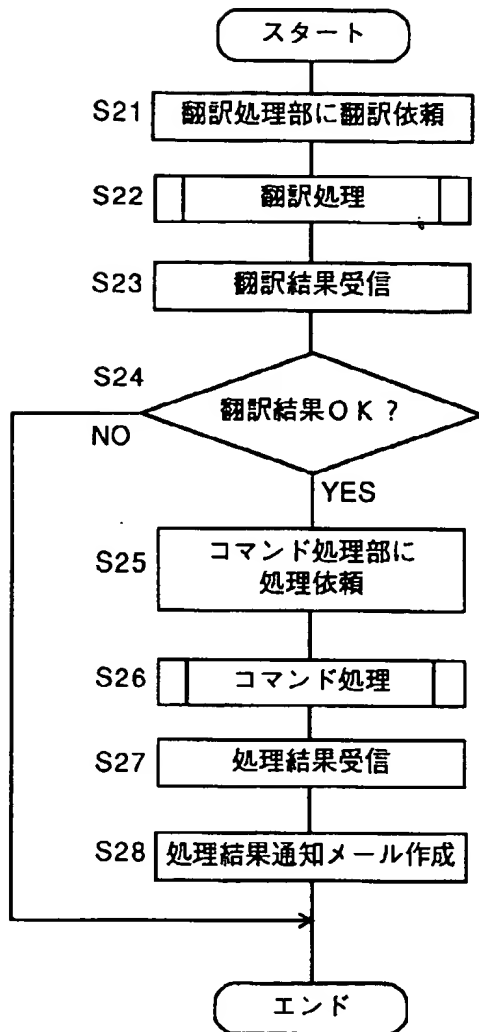 スタート
S21
翻訳処理部に翻訳依頼
S22
翻訳処理
S23
翻訳結果受信
S24
翻訳結果OK？
NO
YES
S25
コマンド処理部に
処理依頼
S26
コマンド処理
S27
処理結果受信
S28
処理結果通知メール作成
エンド